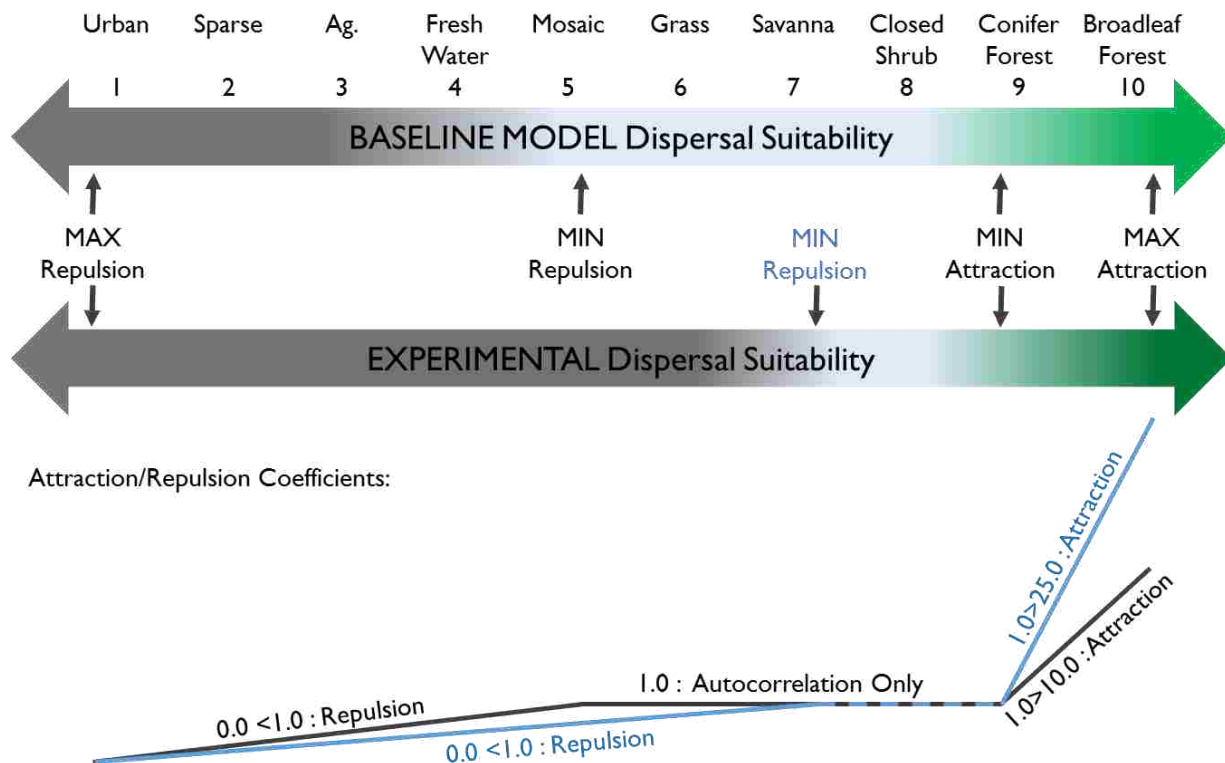 Urban Sparse Ag. Fresh Water Mosaic Grass Savanna Closed Shrub Conifer Forest Broadleaf Forest
1 2 3 4 5 6 7 8 9 10
BASELINE MODEL Dispersal Suitability
MAX Repulsion
MIN Repulsion
MIN Repulsion
MIN Attraction
MAX Attraction
EXPERIMENTAL Dispersal Suitability
Attraction/Repulsion Coefficients:
1.0>25.0 : Attraction
1.0>10.0 : Attraction
1.0 : Autocorrelation Only
0.0 <1.0 : Repulsion
0.0 <1.0 : Repulsion